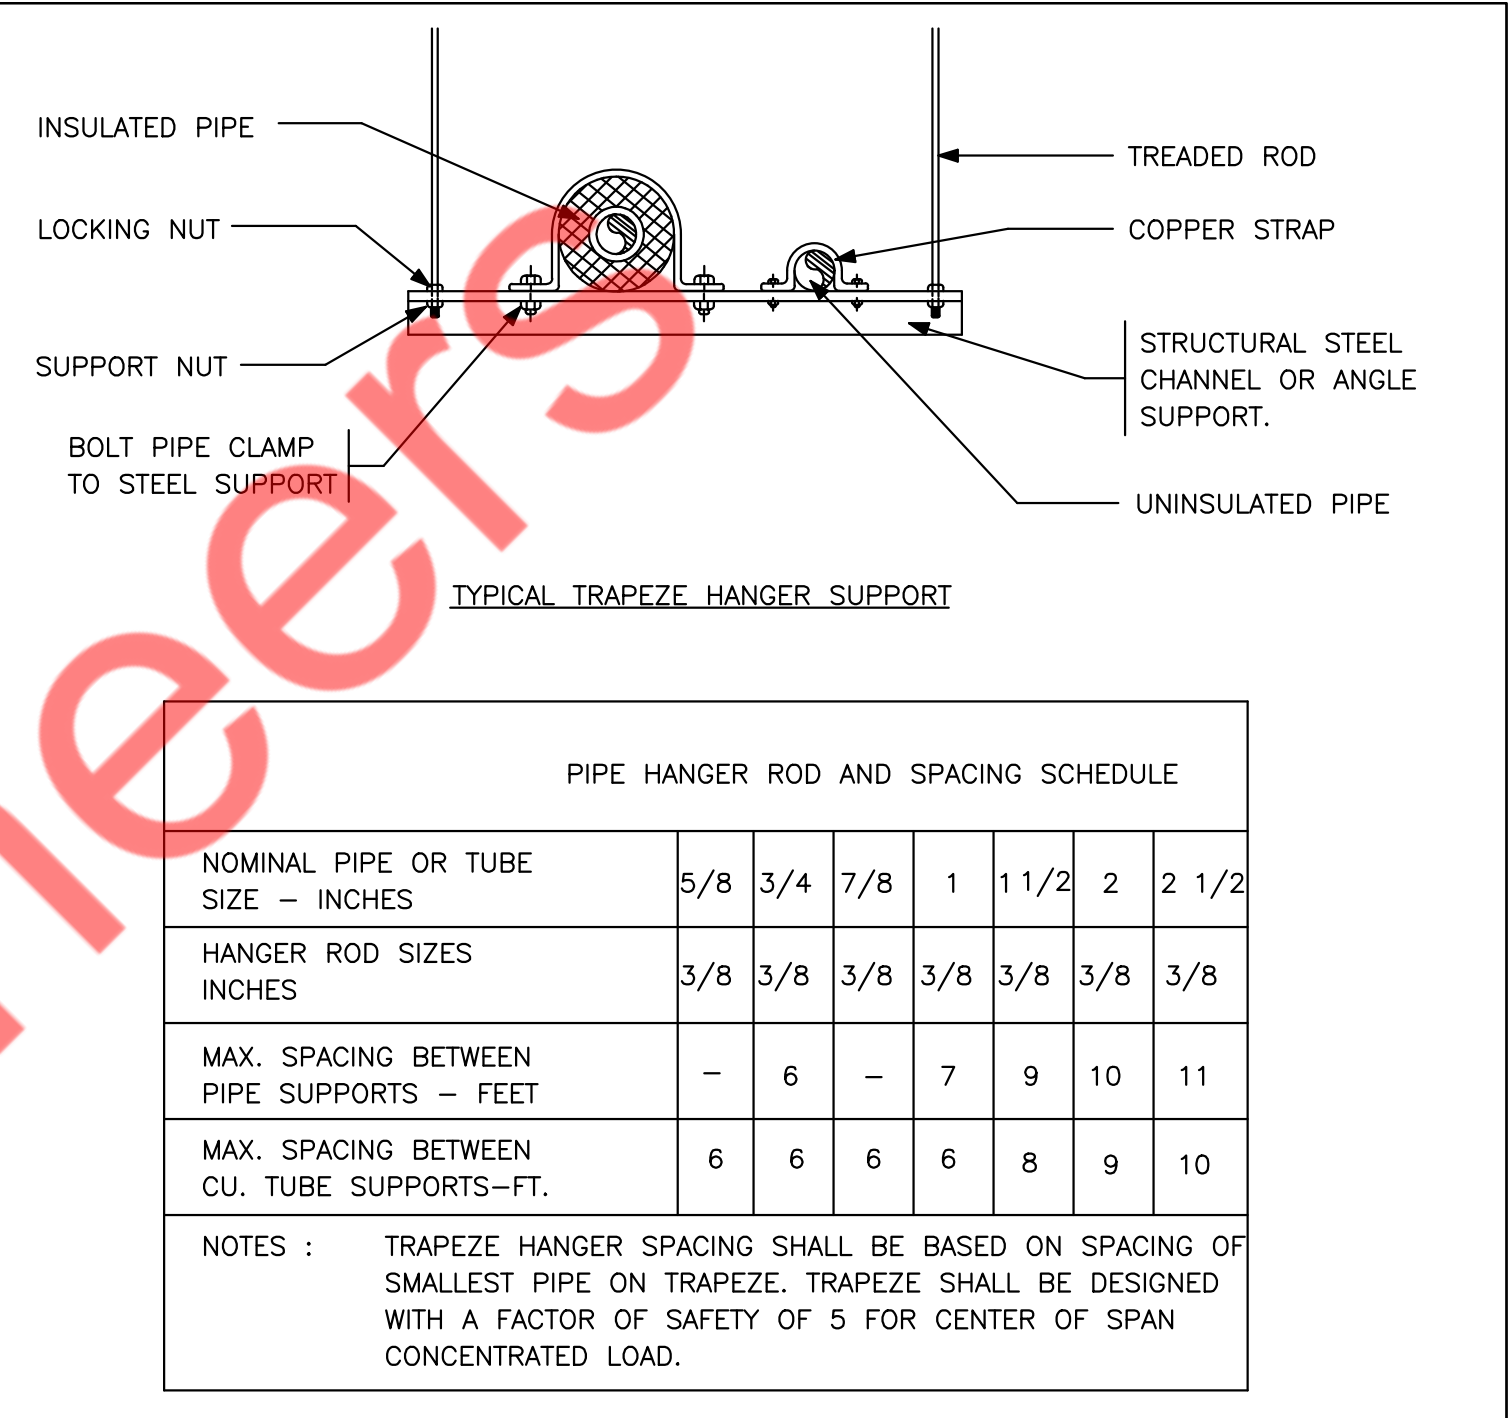 INSULATED PIPE
LOCKING NUT
SUPPORT NUT
BOLT PIPE CLAMP
TO STEEL SUPPORT
TREADED ROD
COPPER STRAP
STRUCTURAL STEEL
CHANNEL OR ANGLE
SUPPORT.
UNINSULATED PIPE
TYPICAL TRAPEZE HANGER SUPPORT
PIPE HANGER ROD AND SPACING SCHEDULE
NOMINAL PIPE OR TUBE
SIZE – INCHES
5/8 3/4 7/8 1 1 1/2 2 2 1/2
HANGER ROD SIZES
INCHES
3/8 3/8 3/8 3/8 3/8 3/8 3/8
MAX. SPACING BETWEEN
PIPE SUPPORTS – FEET
– 6 – 7 9 10 11
MAX. SPACING BETWEEN
CU. TUBE SUPPORTS–FT.
6 6 6 6 8 9 10
NOTES : TRAPEZE HANGER SPACING SHALL BE BASED ON SPACING OF
SMALLEST PIPE ON TRAPEZE. TRAPEZE SHALL BE DESIGNED
WITH A FACTOR OF SAFETY OF 5 FOR CENTER OF SPAN
CONCENTRATED LOAD.
neers